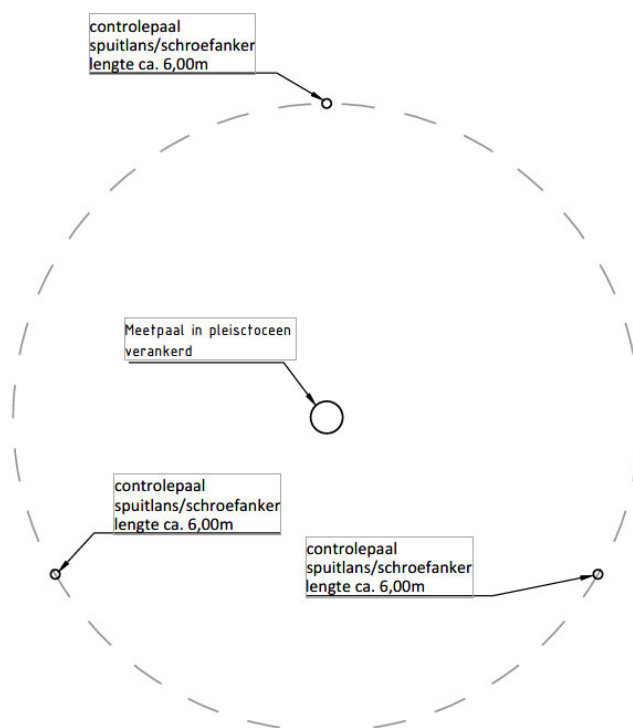 controlepaal
spuitlans/schroefanker
lengte ca. 6,00m
Meetpaal in pleisctoceen
verankerd
controlepaal
spuitlans/schroefanker
lengte ca. 6,00m
controlepaal
spuitlans/schroefanker
lengte ca. 6,00m